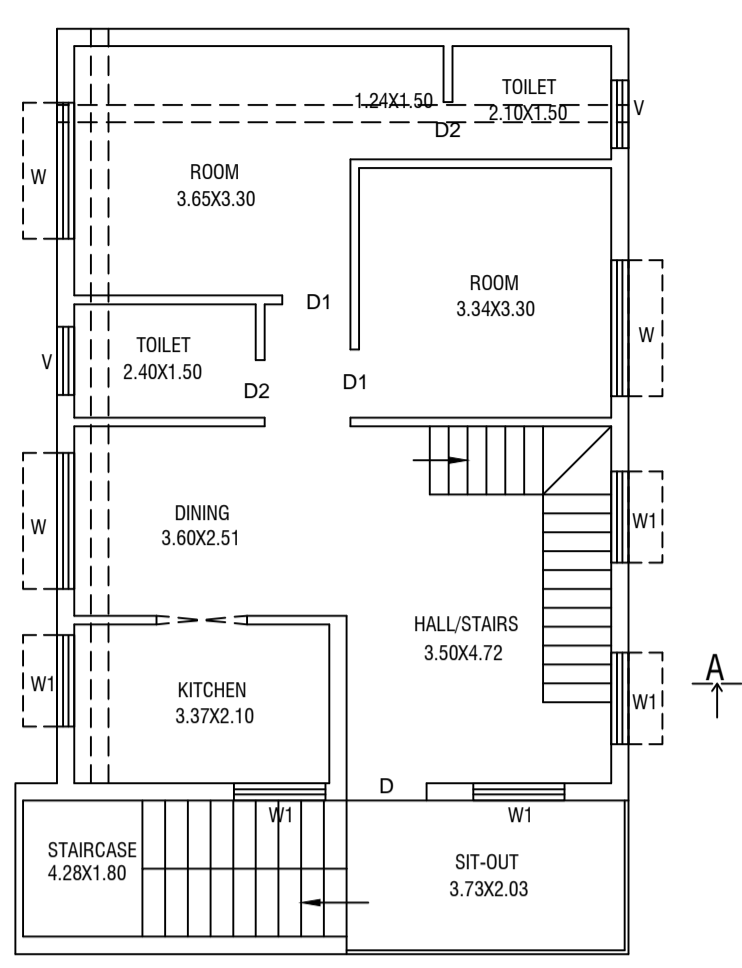 TOILET
1.24X1.50
2.10X1.50
V
D2
W
ROOM
3.65X3.30
ROOM
3.34X3.30
D1
W
TOILET
2.40X1.50
V
D2
D1
DINING
3.60X2.51
W
W1
HALL/STAIRS
3.50X4.72
A
KITCHEN
3.37X2.10
W1
W1
D
W1
W1
STAIRCASE
4.28X1.80
SIT-OUT
3.73X2.03